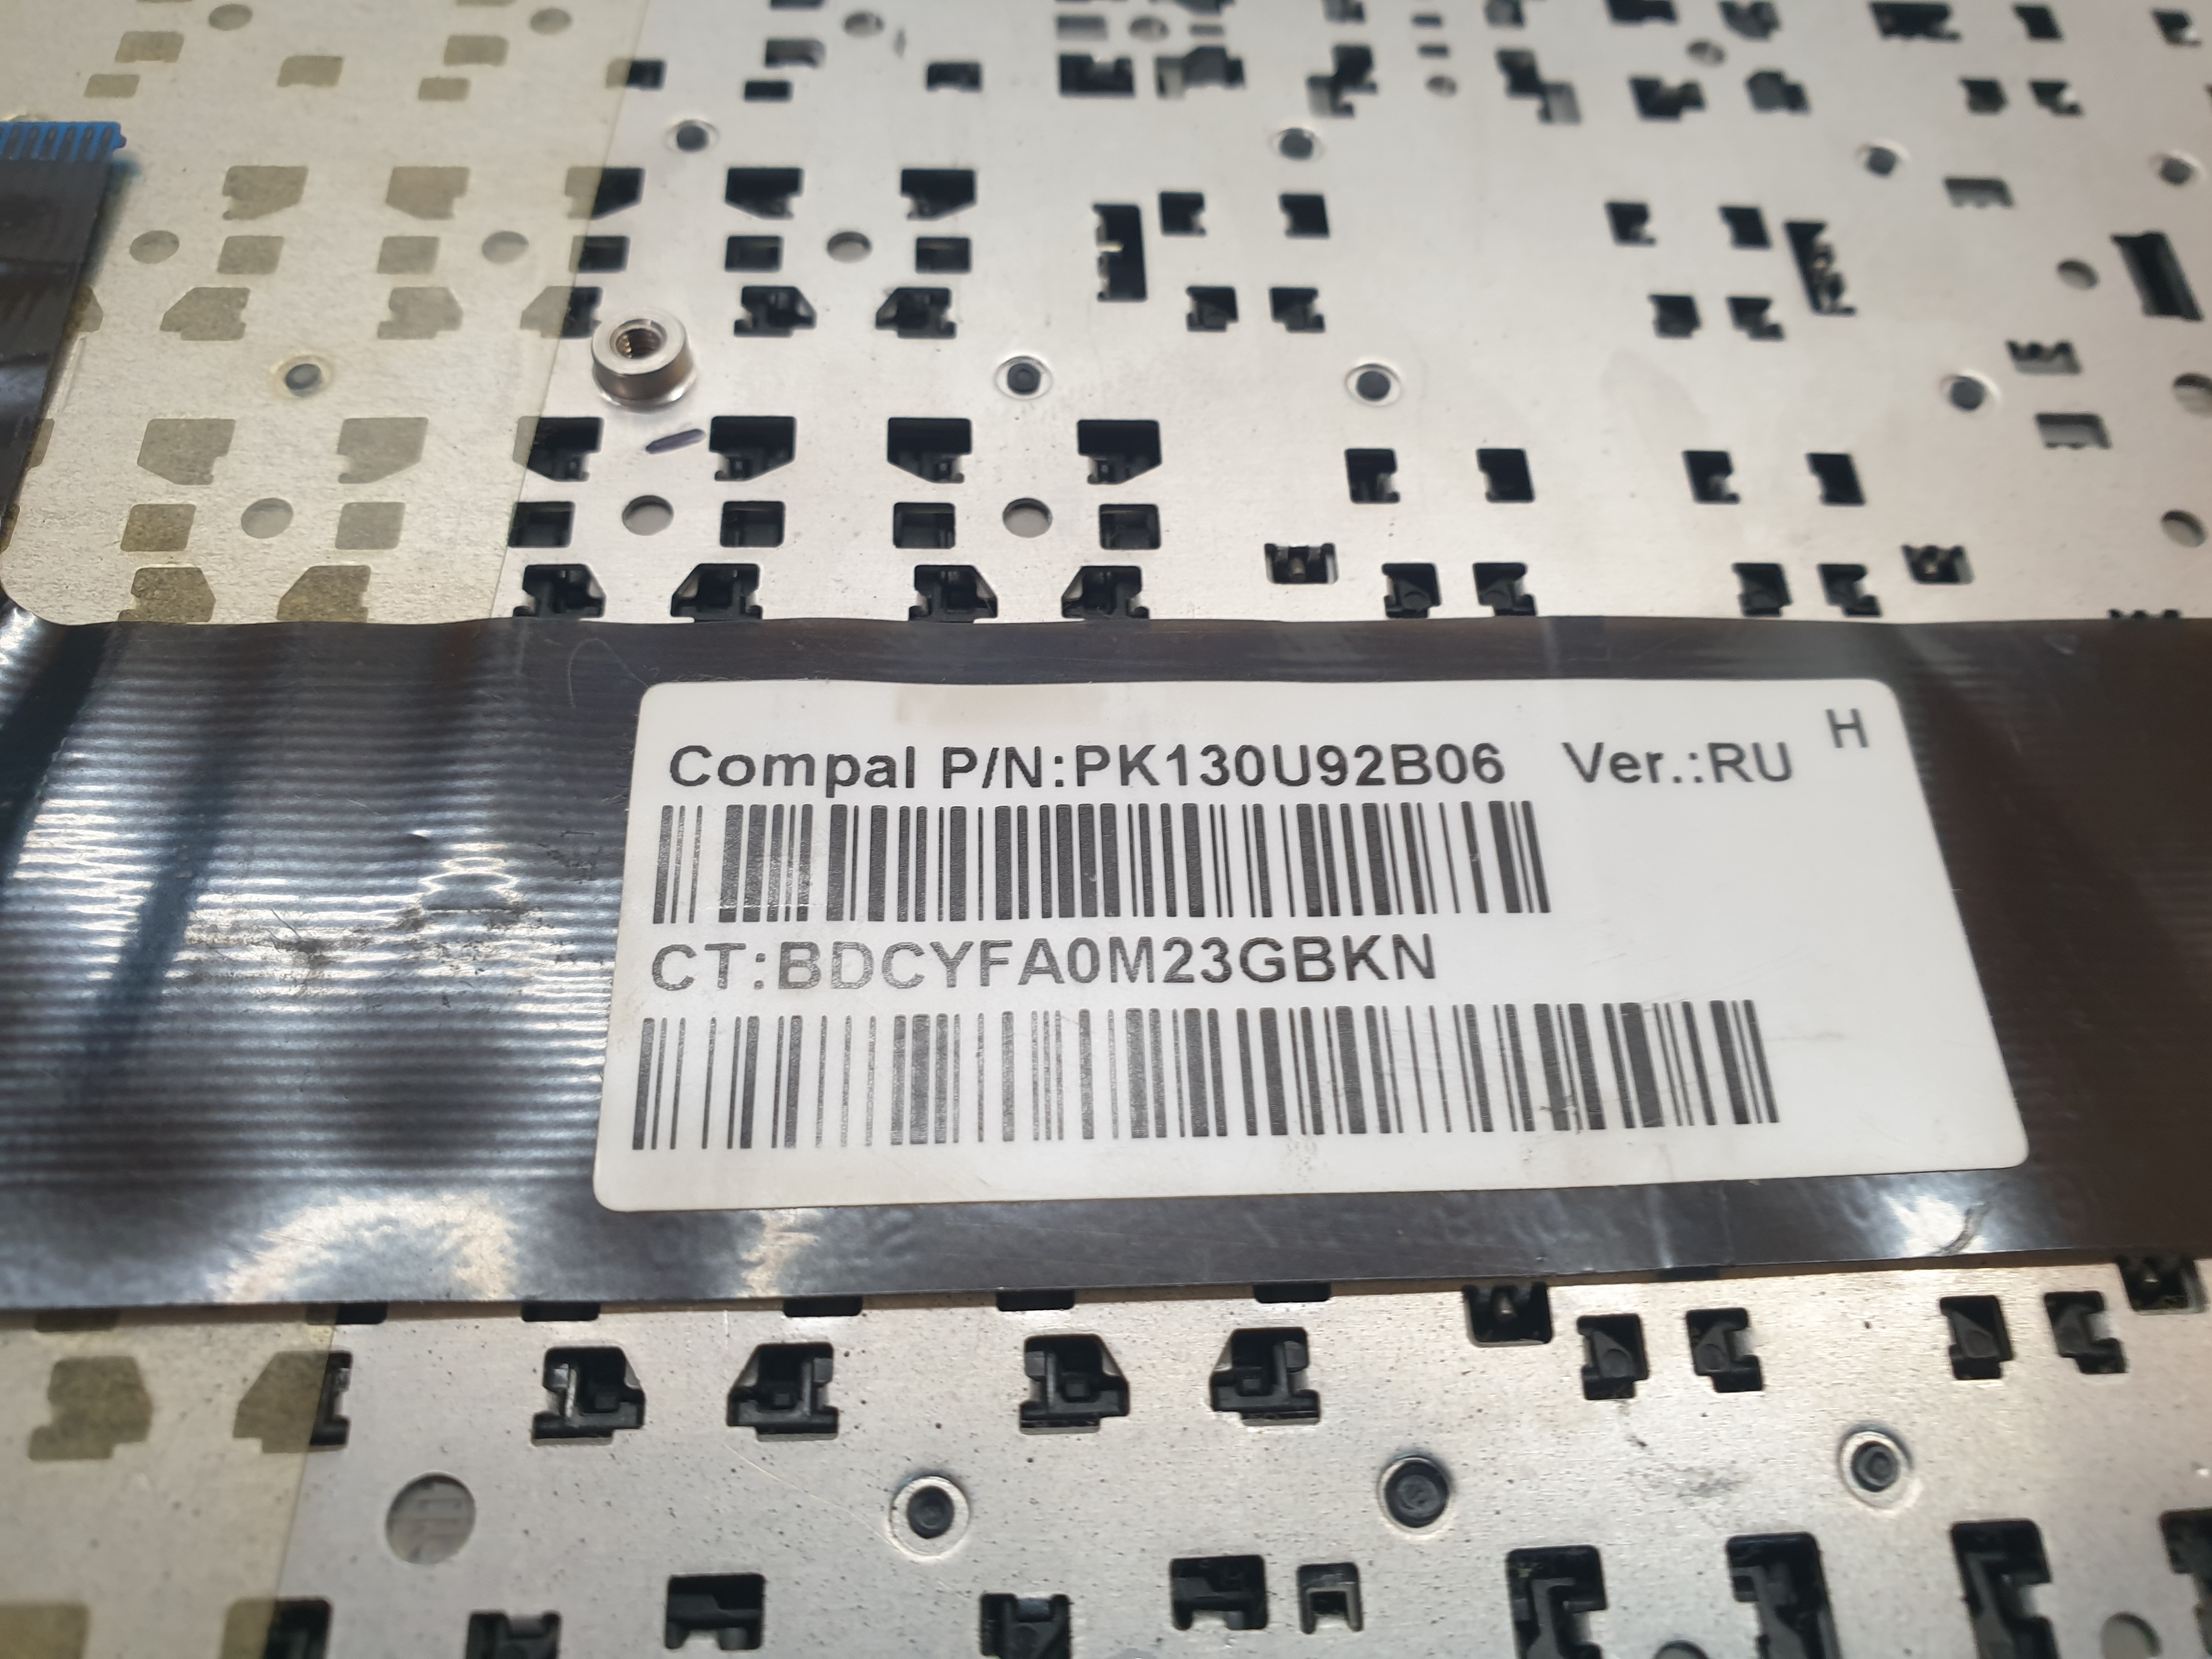 Compal P/N:PK130U92B06 Ver.:RU H
CT:BDCYFA0M23GBKN